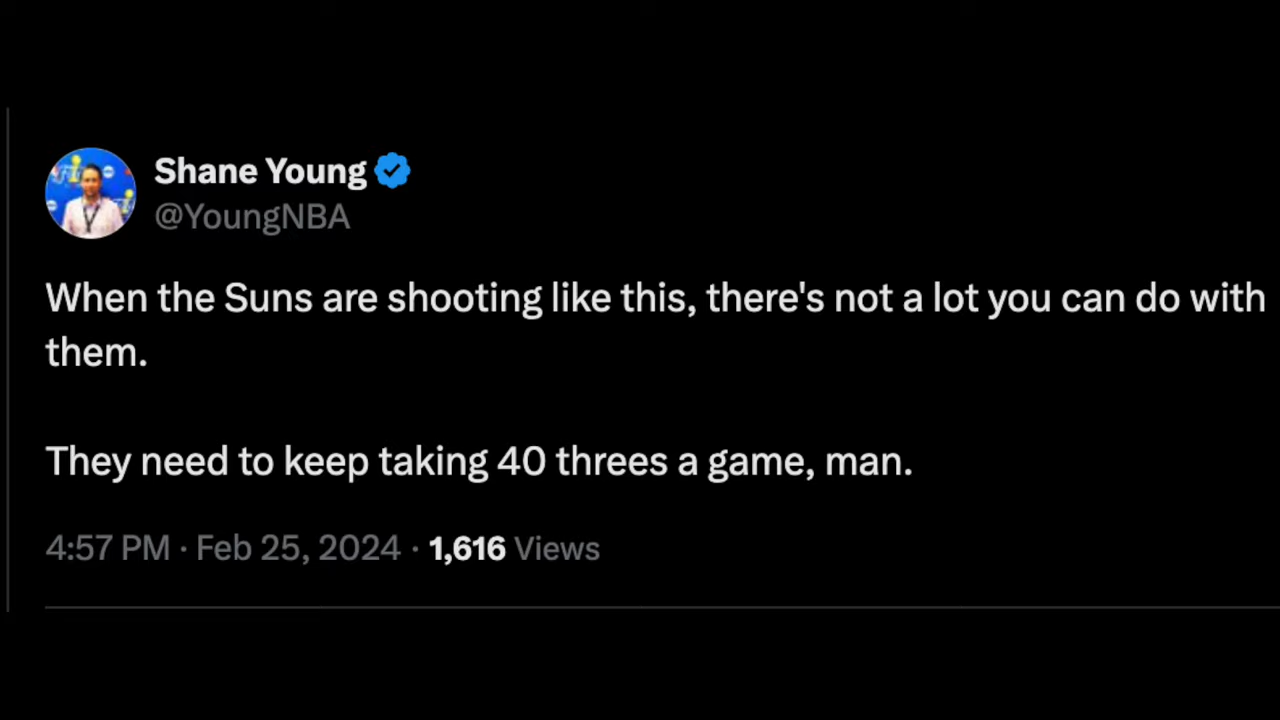 Shane Young
@YoungNBA
When the Suns are shooting like this, there's not a lot you can do with
them.
They need to keep taking 40 threes a game, man.
4:57 PM · Feb 25, 2024 · 1,616 Views